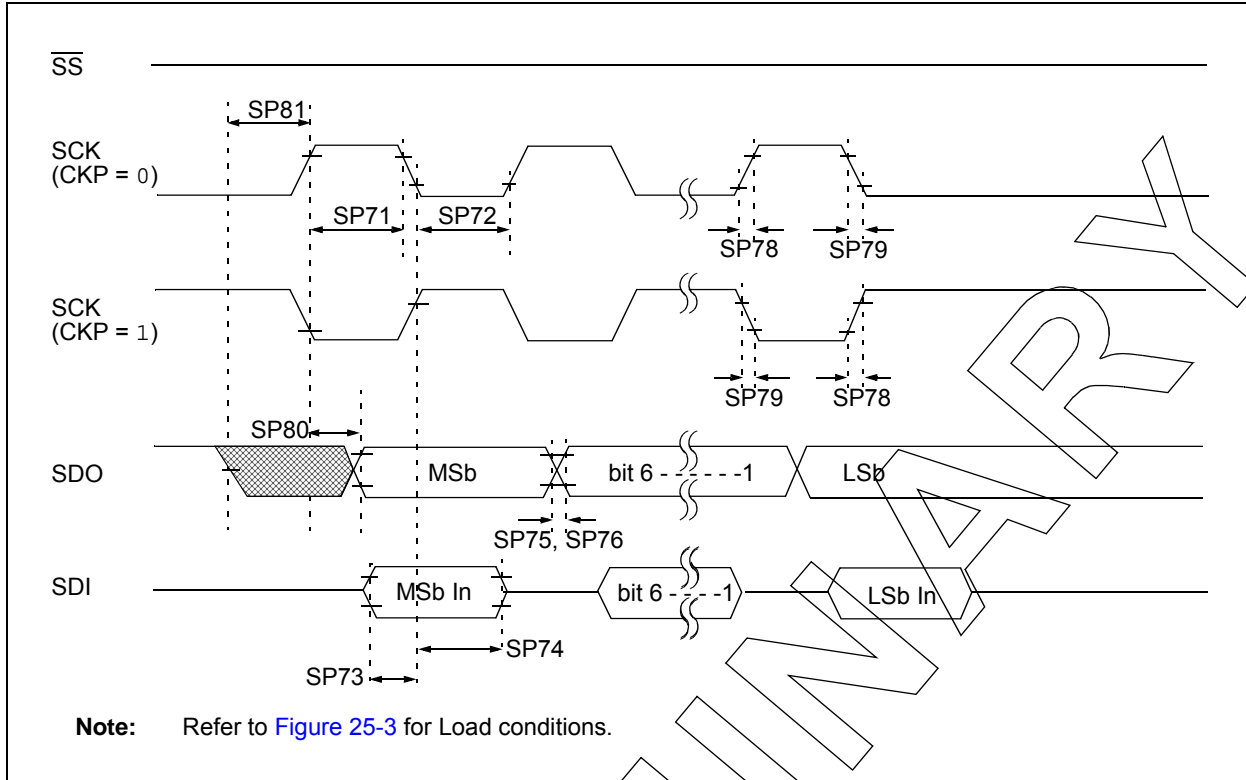 SS
SP81
SCK
(CKP = 0)
SP71
SP72
SP78
SP79
SCK
(CKP = 1)
SP79
SP78
SP80
SDO
MSb
bit 6 - - - - - -1
LSb
SP75, SP76
SDI
MSb In
bit 6 - - - -1
LSb In
SP74
SP73
Note: Refer to Figure 25-3 for Load conditions.
INARY